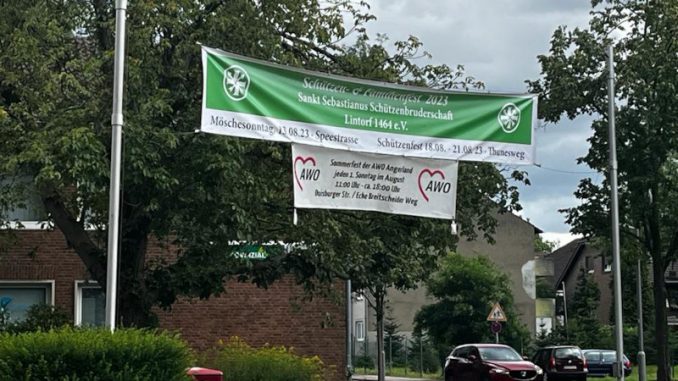 Schützen- & Familienfest 2023
Sankt Sebastianus Schützenbruderschaft
Lintorf 1464 e.V.
Möschesonntag 13.08.23 - Speestrasse Schützenfest 18.08. - 21.08.23 - Thunesweg
AWO
Sommerfest der AWO Angerland
jeden 1. Sonntag im August
11:00 Uhr - ca. 18:00 Uhr
Duisburger Str. / Ecke Breitscheider Weg
AWO